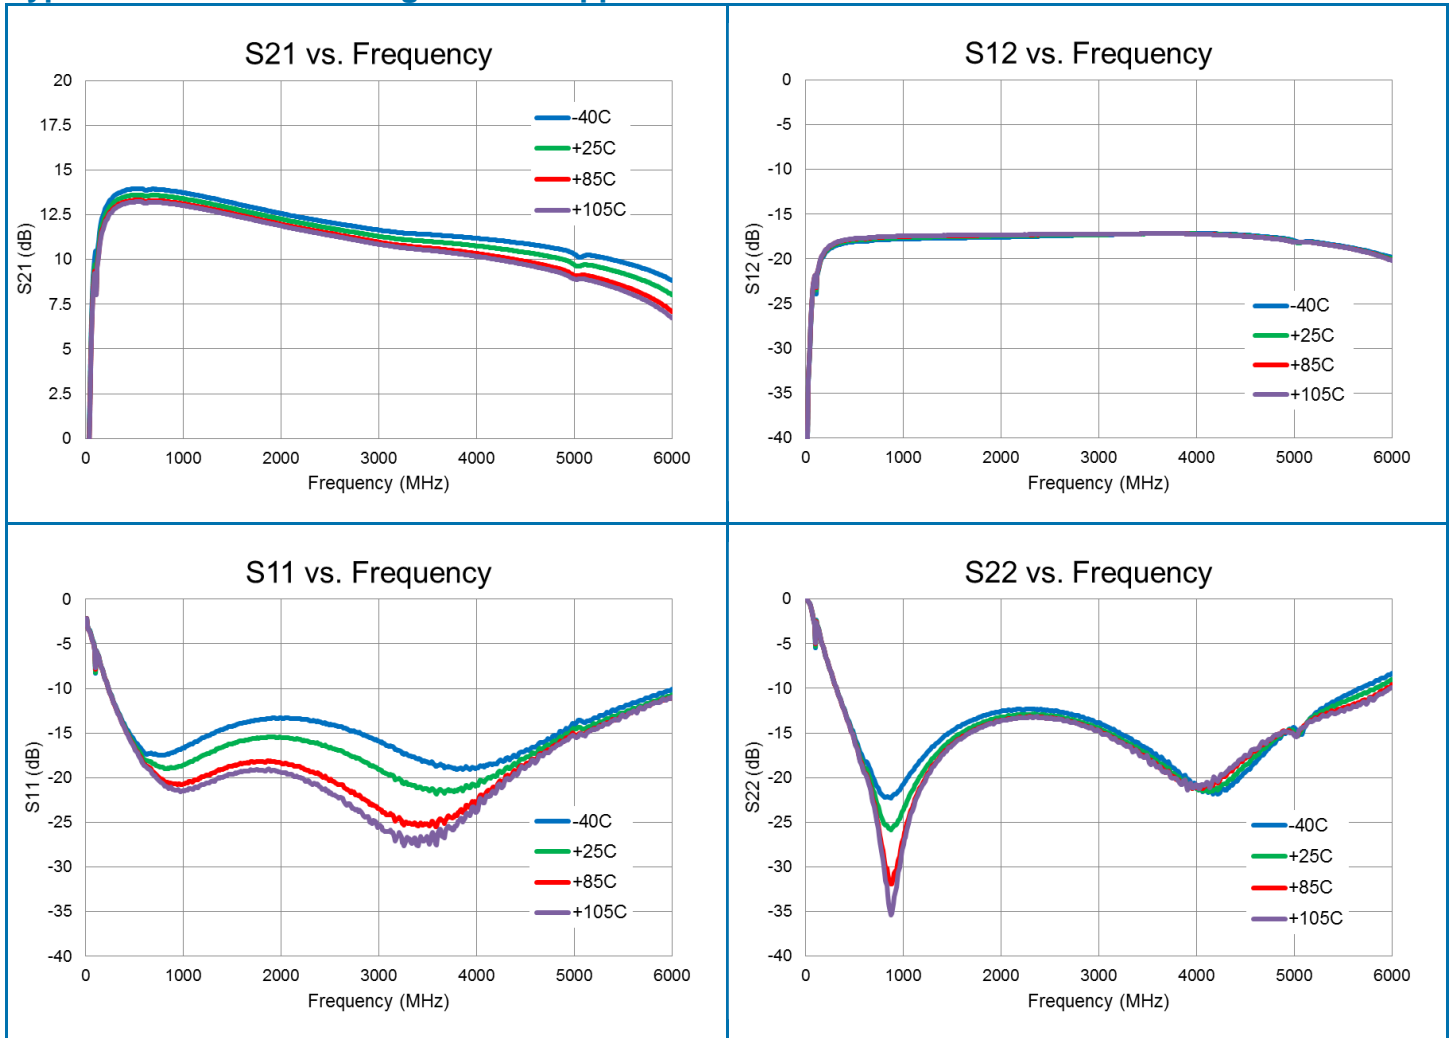 S21 vs. Frequency
20
17.5
15
12.5
10
7.5
5
2.5
0
S21 (dB)
-40C
+25C
+85C
+105C
0 1000 2000 3000 4000 5000 6000
Frequency (MHz)
S12 vs. Frequency
0
-5
-10
-15
-20
-25
-30
-35
-40
S12 (dB)
-40C
+25C
+85C
+105C
0 1000 2000 3000 4000 5000 6000
Frequency (MHz)
S11 vs. Frequency
0
-5
-10
-15
-20
-25
-30
-35
-40
S11 (dB)
-40C
+25C
+85C
+105C
0 1000 2000 3000 4000 5000 6000
Frequency (MHz)
S22 vs. Frequency
0
-5
-10
-15
-20
-25
-30
-35
-40
S22 (dB)
-40C
+25C
+85C
+105C
0 1000 2000 3000 4000 5000 6000
Frequency (MHz)